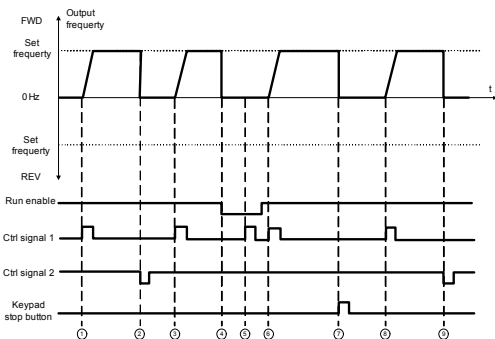 FWD
Output
frequerty
Set
frequerty
0 Hz
t
Set
frequerty
REV
Run enable
Ctrl signal 1
Ctrl signal 2
Keypad
stop button
1 2 3 4 5 6 7 8 9